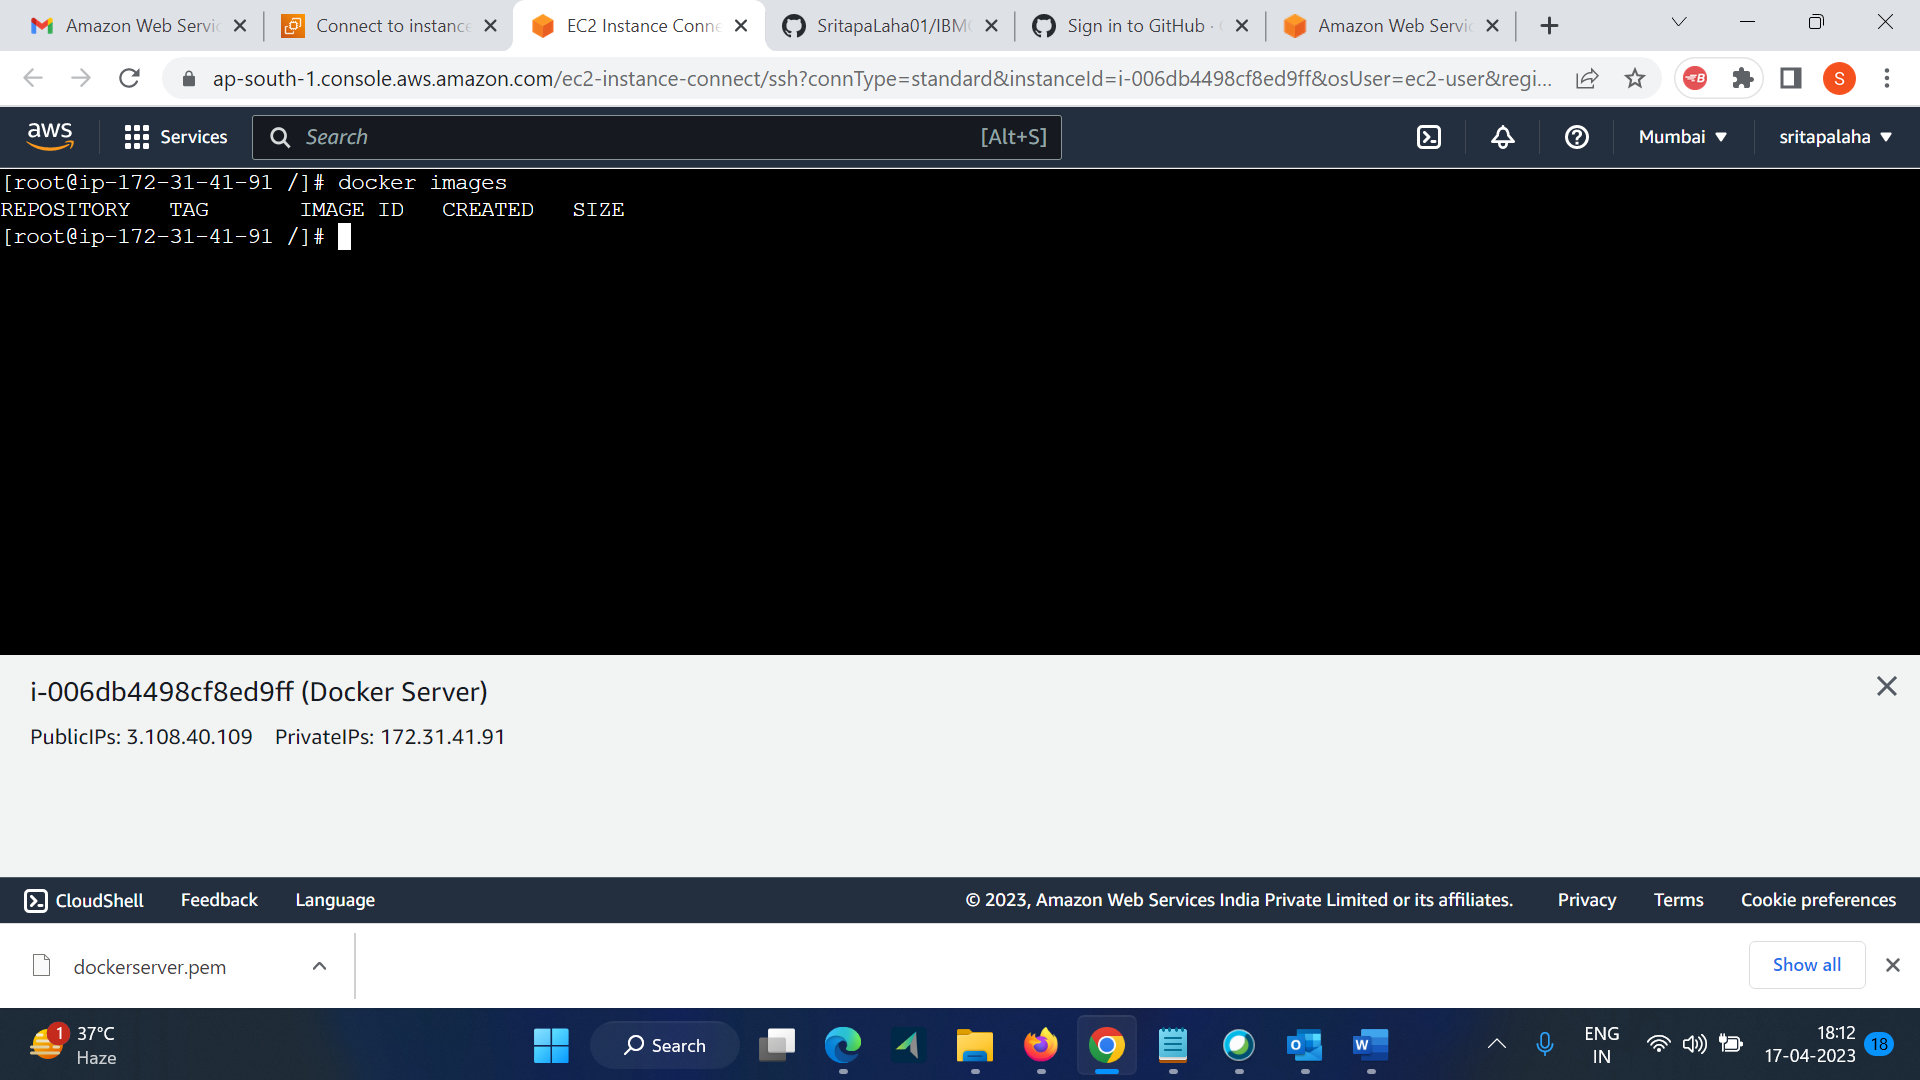 Amazon Web Servic
Connect to instance
EC2 Instance Conne
SritapaLaha01/IBM
Sign in to GitHub ·
Amazon Web Servic
ap-south-1.console.aws.amazon.com/ec2-instance-connect/ssh?connType=standard&instanceId=i-006db4498cf8ed9ff&osUser=ec2-user&regi...
B
S
aws
Services
Search
[Alt+S]
Mumbai
sritapalaha
[root@ip-172-31-41-91 /]# docker images
REPOSITORY TAG IMAGE ID CREATED SIZE
[root@ip-172-31-41-91 /]#
i-006db4498cf8ed9ff (Docker Server)
PublicIPs: 3.108.40.109 PrivateIPs: 172.31.41.91
CloudShell Feedback Language
© 2023, Amazon Web Services India Private Limited or its affiliates. Privacy Terms Cookie preferences
dockerserver.pem
Show all
1
37°C
Haze
Search
ENG
IN
18:12
17-04-2023
18